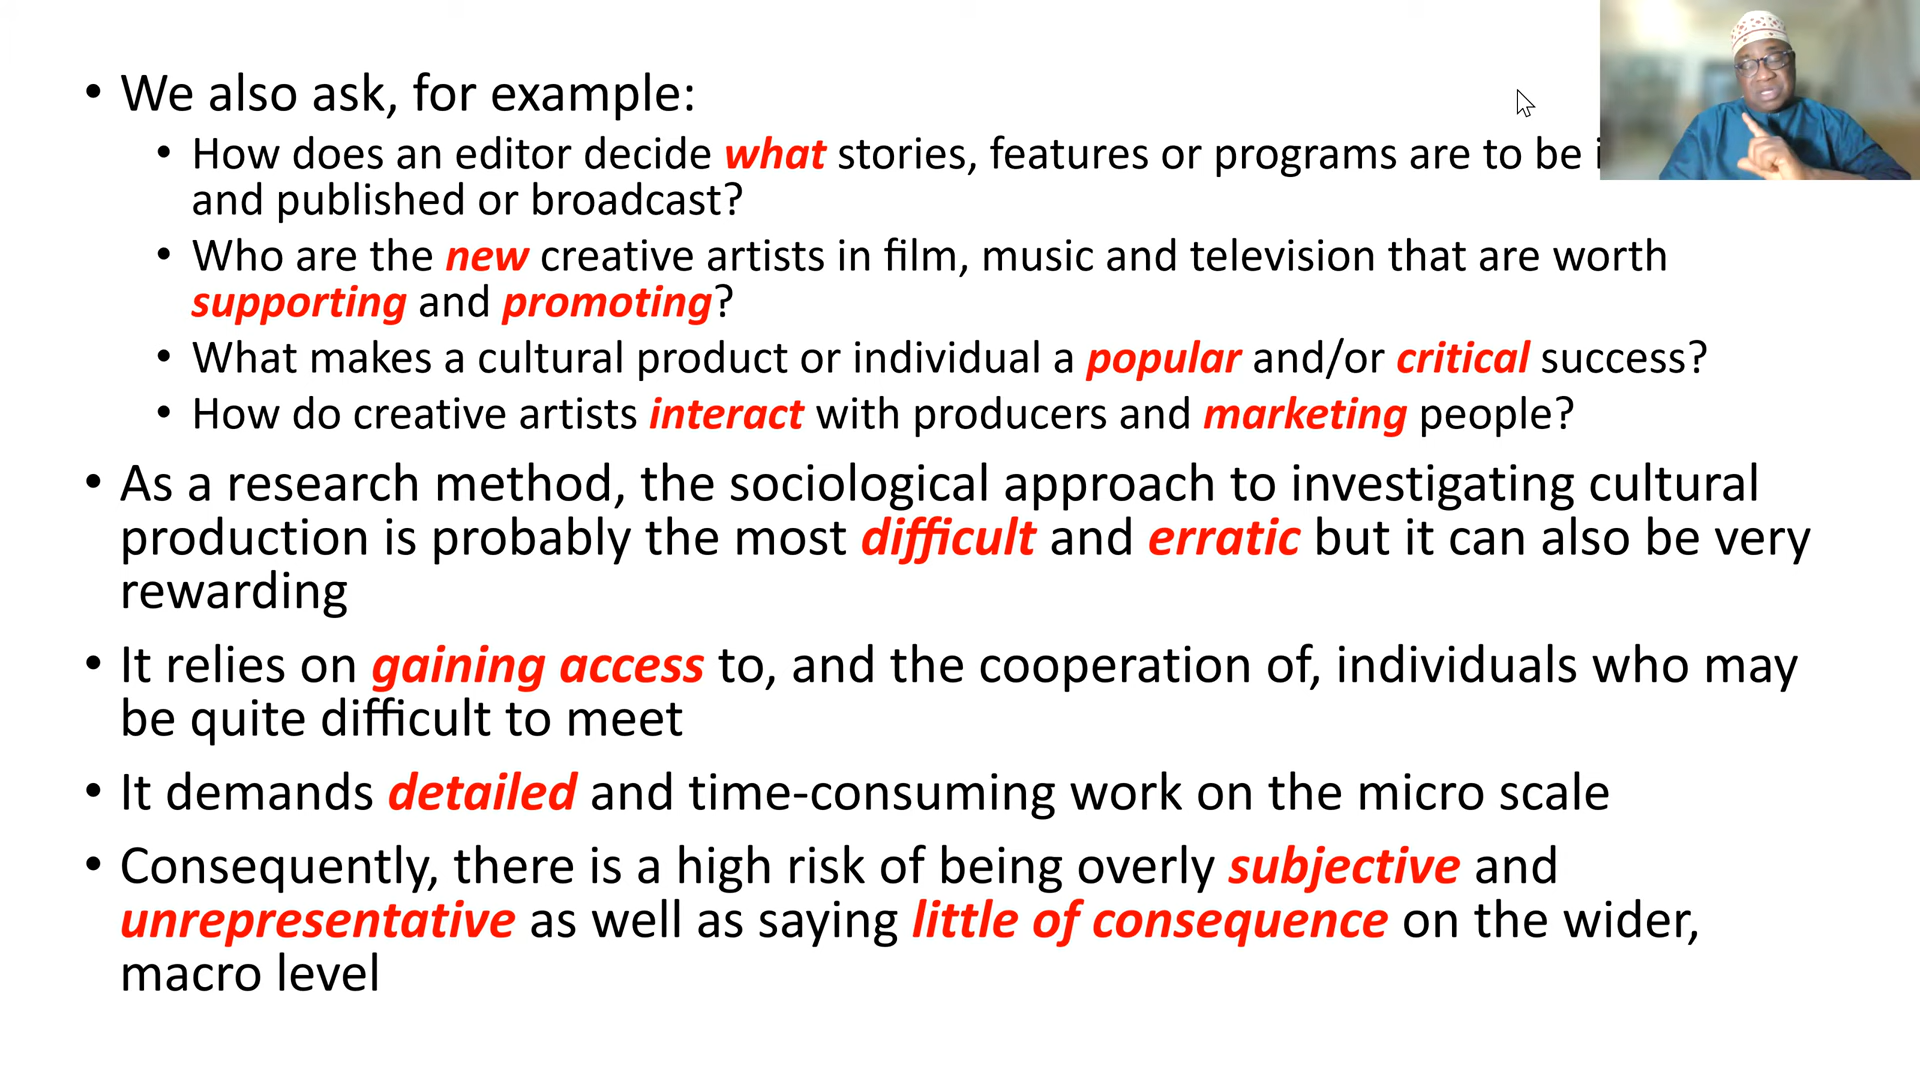 • We also ask, for example:
• How does an editor decide what stories, features or programs are to be
and published or broadcast?
• Who are the new creative artists in film, music and television that are worth
supporting and promoting?
• What makes a cultural product or individual a popular and/or critical success?
• How do creative artists interact with producers and marketing people?
• As a research method, the sociological approach to investigating cultural
production is probably the most difficult and erratic but it can also be very
rewarding
• It relies on gaining access to, and the cooperation of, individuals who may
be quite difficult to meet
• It demands detailed and time-consuming work on the micro scale
• Consequently, there is a high risk of being overly subjective and
unrepresentative as well as saying little of consequence on the wider,
macro level